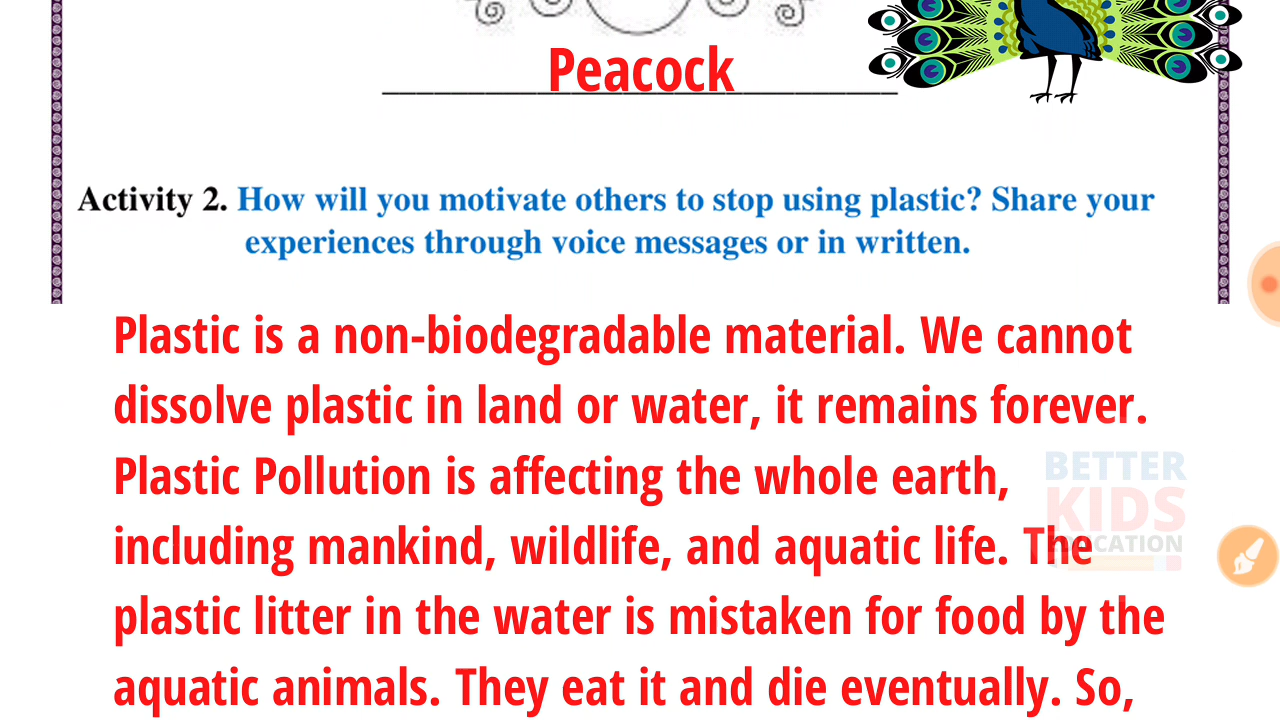 Peacock
Activity 2. How will you motivate others to stop using plastic? Share your
experiences through voice messages or in written.
Plastic is a non-biodegradable material. We cannot
dissolve plastic in land or water, it remains forever.
Plastic Pollution is affecting the whole earth,
including mankind, wildlife, and aquatic life. The
plastic litter in the water is mistaken for food by the
aquatic animals. They eat it and die eventually. So,
BETTER
KIDS
EDUCATION